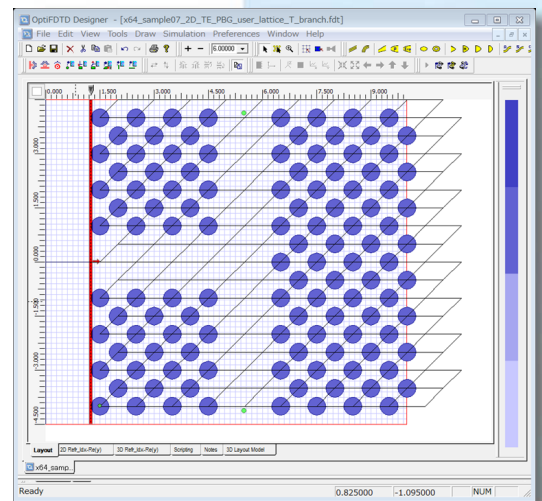 OptiFDTD Designer - [x64_sample07_2D_TE_PBG_user_lattice_T_branch.fdt]
File Edit View Tools Draw Simulation Preferences Window Help
6.00000
0.000 1.500 3.000 4.500 6.000 7.500 9.000
3.000
1.500
0.000
-1.500
-3.000
-4.500
Layout 2D Refr_Idx-Re(y) 3D Refr_Idx-Re(y) Scripting Notes 3D Layout Model
x64_samp..
Ready 0.825000 -1.095000 NUM